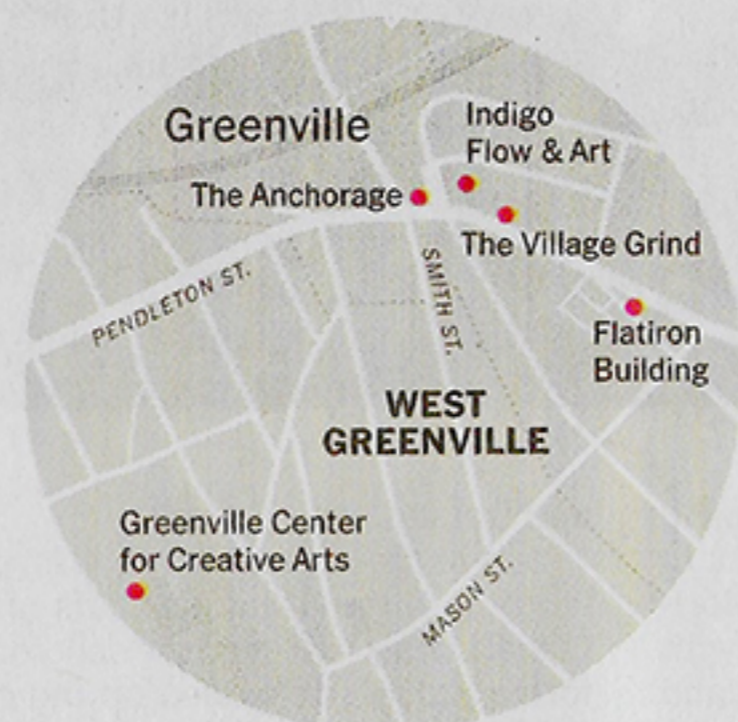 Greenville
Indigo
Flow & Art
The Anchorage
The Village Grind
PENDLETON ST.
SMITH ST.
Flatiron
Building
WEST
GREENVILLE
Greenville Center
for Creative Arts
MASON ST.